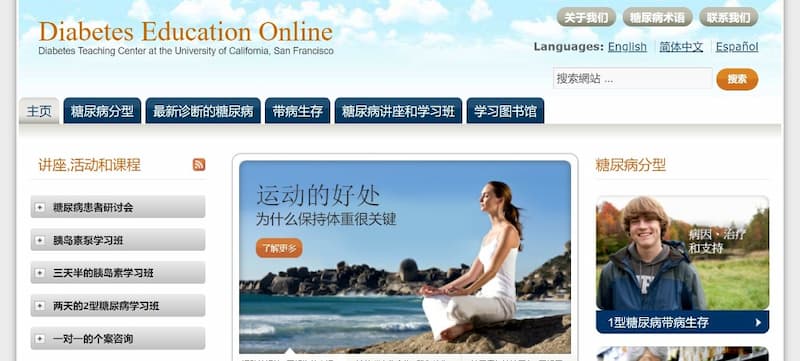 Diabetes Education Online
Diabetes Teaching Center at the University of California, San Francisco
关于我们
糖尿病术语
联系我们
Languages: English 简体中文 Español
搜索網站 ...
搜索
主页
糖尿病分型
最新诊断的糖尿病
带病生存
糖尿病讲座和学习班
学习图书馆
讲座,活动和课程
糖尿病患者研讨会
胰岛素泵学习班
三天半的胰岛素学习班
两天的2型糖尿病学习班
一对一的个案咨询
运动的好处
为什么保持体重很关键
了解更多
糖尿病分型
病因、治疗
和支持
1型糖尿病带病生存